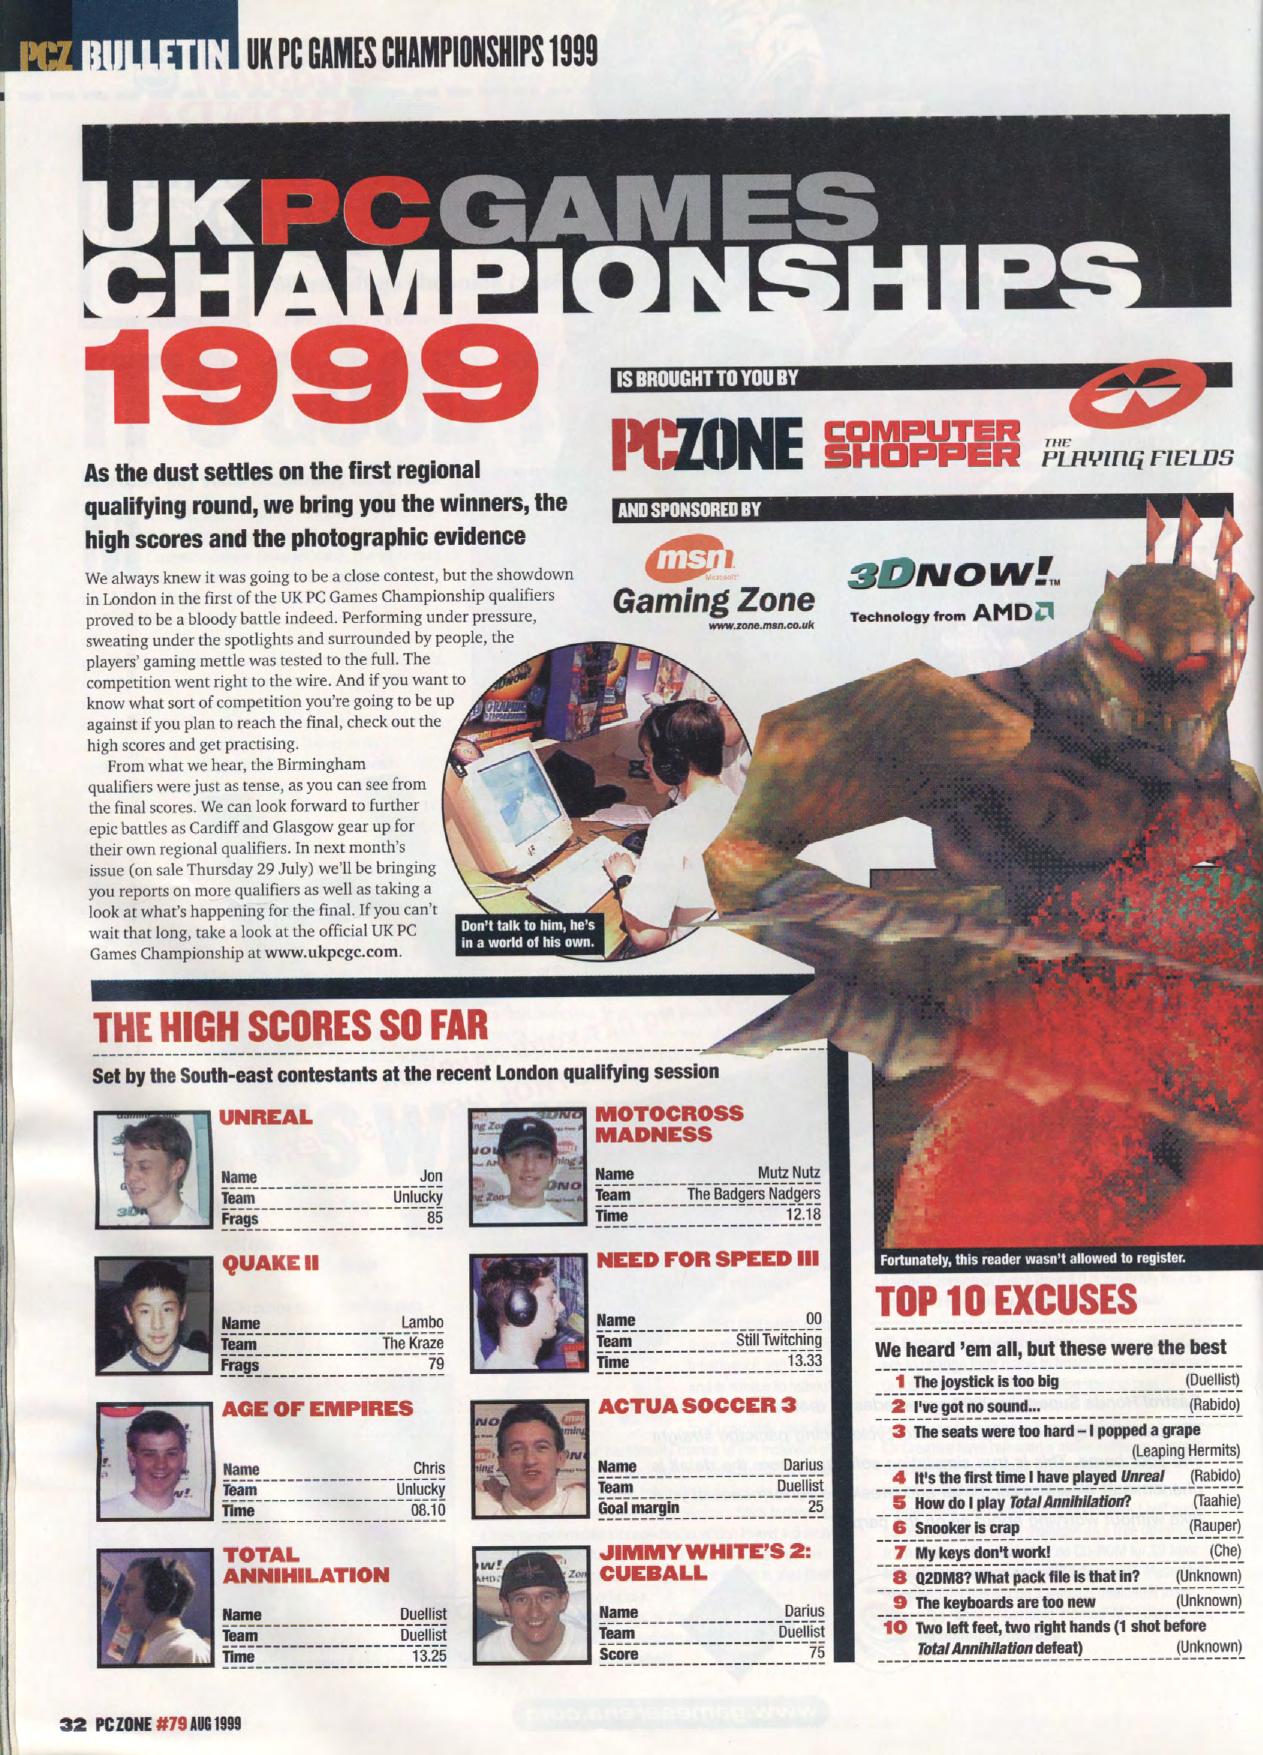 PCZ BULLETIN UK PC GAMES CHAMPIONSHIPS 1999
UK PC GAMES
CHAMPIONSHIPS
1999
As the dust settles on the first regional
qualifying round, we bring you the winners, the
high scores and the photographic evidence
We always knew it was going to be a close contest, but the showdown
in London in the first of the UK PC Games Championship qualifiers
proved to be a bloody battle indeed. Performing under pressure,
sweating under the spotlights and surrounded by people, the
players' gaming mettle was tested to the full. The
competition went right to the wire. And if you want to
know what sort of competition you're going to be up
against if you plan to reach the final, check out the
high scores and get practising.
From what we hear, the Birmingham
qualifiers were just as tense, as you can see from
the final scores. We can look forward to further
epic battles as Cardiff and Glasgow gear up for
their own regional qualifiers. In next month's
issue (on sale Thursday 29 July) we'll be bringing
you reports on more qualifiers as well as taking a
look at what's happening for the final. If you can't
wait that long, take a look at the official UK PC
Games Championship at www.ukpcgc.com.
IS BROUGHT TO YOU BY
PCZONE
COMPUTER
SHOPPER
THE
PLAYING FIELDS
AND SPONSORED BY
msn
Microsoft
Gaming Zone
www.zone.msn.co.uk
3DNOW!™
Technology from AMD
Don't talk to him, he's
in a world of his own.
THE HIGH SCORES SO FAR
Set by the South-east contestants at the recent London qualifying session
UNREAL
Name Jon
Team Unlucky
Frags 85
QUAKE II
Name Lambo
Team The Kraze
Frags 79
AGE OF EMPIRES
Name Chris
Team Unlucky
Time 08.10
TOTAL
ANNIHILATION
Name Duellist
Team Duellist
Time 13.25
MOTOCROSS
MADNESS
Name Mutz Nutz
Team The Badgers Nadgers
Time 12.18
NEED FOR SPEED III
Name 00
Team Still Twitching
Time 13.33
ACTUA SOCCER 3
Name Darius
Team Duellist
Goal margin 25
JIMMY WHITE'S 2:
CUEBALL
Name Darius
Team Duellist
Score 75
Fortunately, this reader wasn't allowed to register.
TOP 10 EXCUSES
We heard 'em all, but these were the best
1 The joystick is too big (Duellist)
2 I've got no sound... (Rabido)
3 The seats were too hard – I popped a grape
(Leaping Hermits)
4 It's the first time I have played Unreal (Rabido)
5 How do I play Total Annihilation? (Taahie)
6 Snooker is crap (Rauper)
7 My keys don't work! (Che)
8 Q2DM8? What pack file is that in? (Unknown)
9 The keyboards are too new (Unknown)
10 Two left feet, two right hands (1 shot before
Total Annihilation defeat) (Unknown)
32 PCZONE #79 AUG 1999